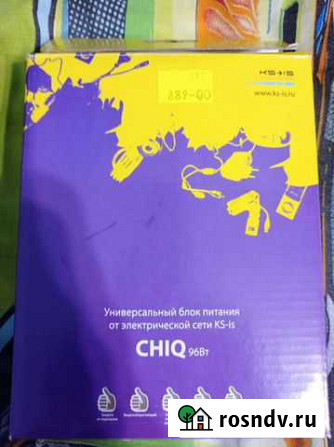 KS-IS
www.ks-is.ru
689-00
Универсальный блок питания
от электрической сети KS-is
CHIQ 96Вт
rosndv.ru